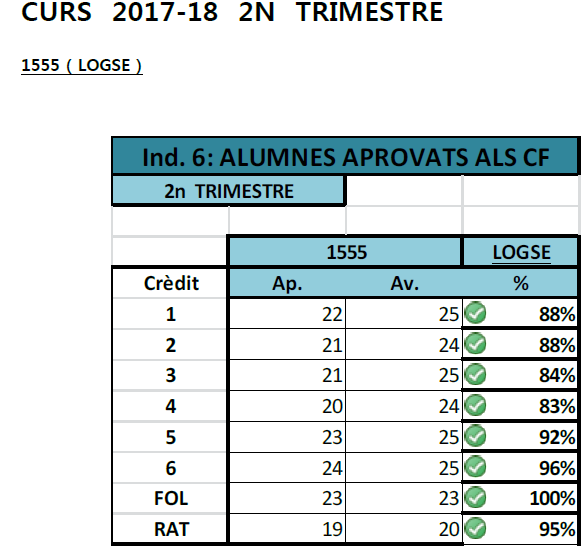 CURS 2017-18 2N TRIMESTRE
1555 ( LOGSE )
Ind. 6: ALUMNES APROVATS ALS CF
2n TRIMESTRE
1555 LOGSE
Crèdit Ap. Av. %
1 22 25 88%
2 21 24 88%
3 21 25 84%
4 20 24 83%
5 23 25 92%
6 24 25 96%
FOL 23 23 100%
RAT 19 20 95%